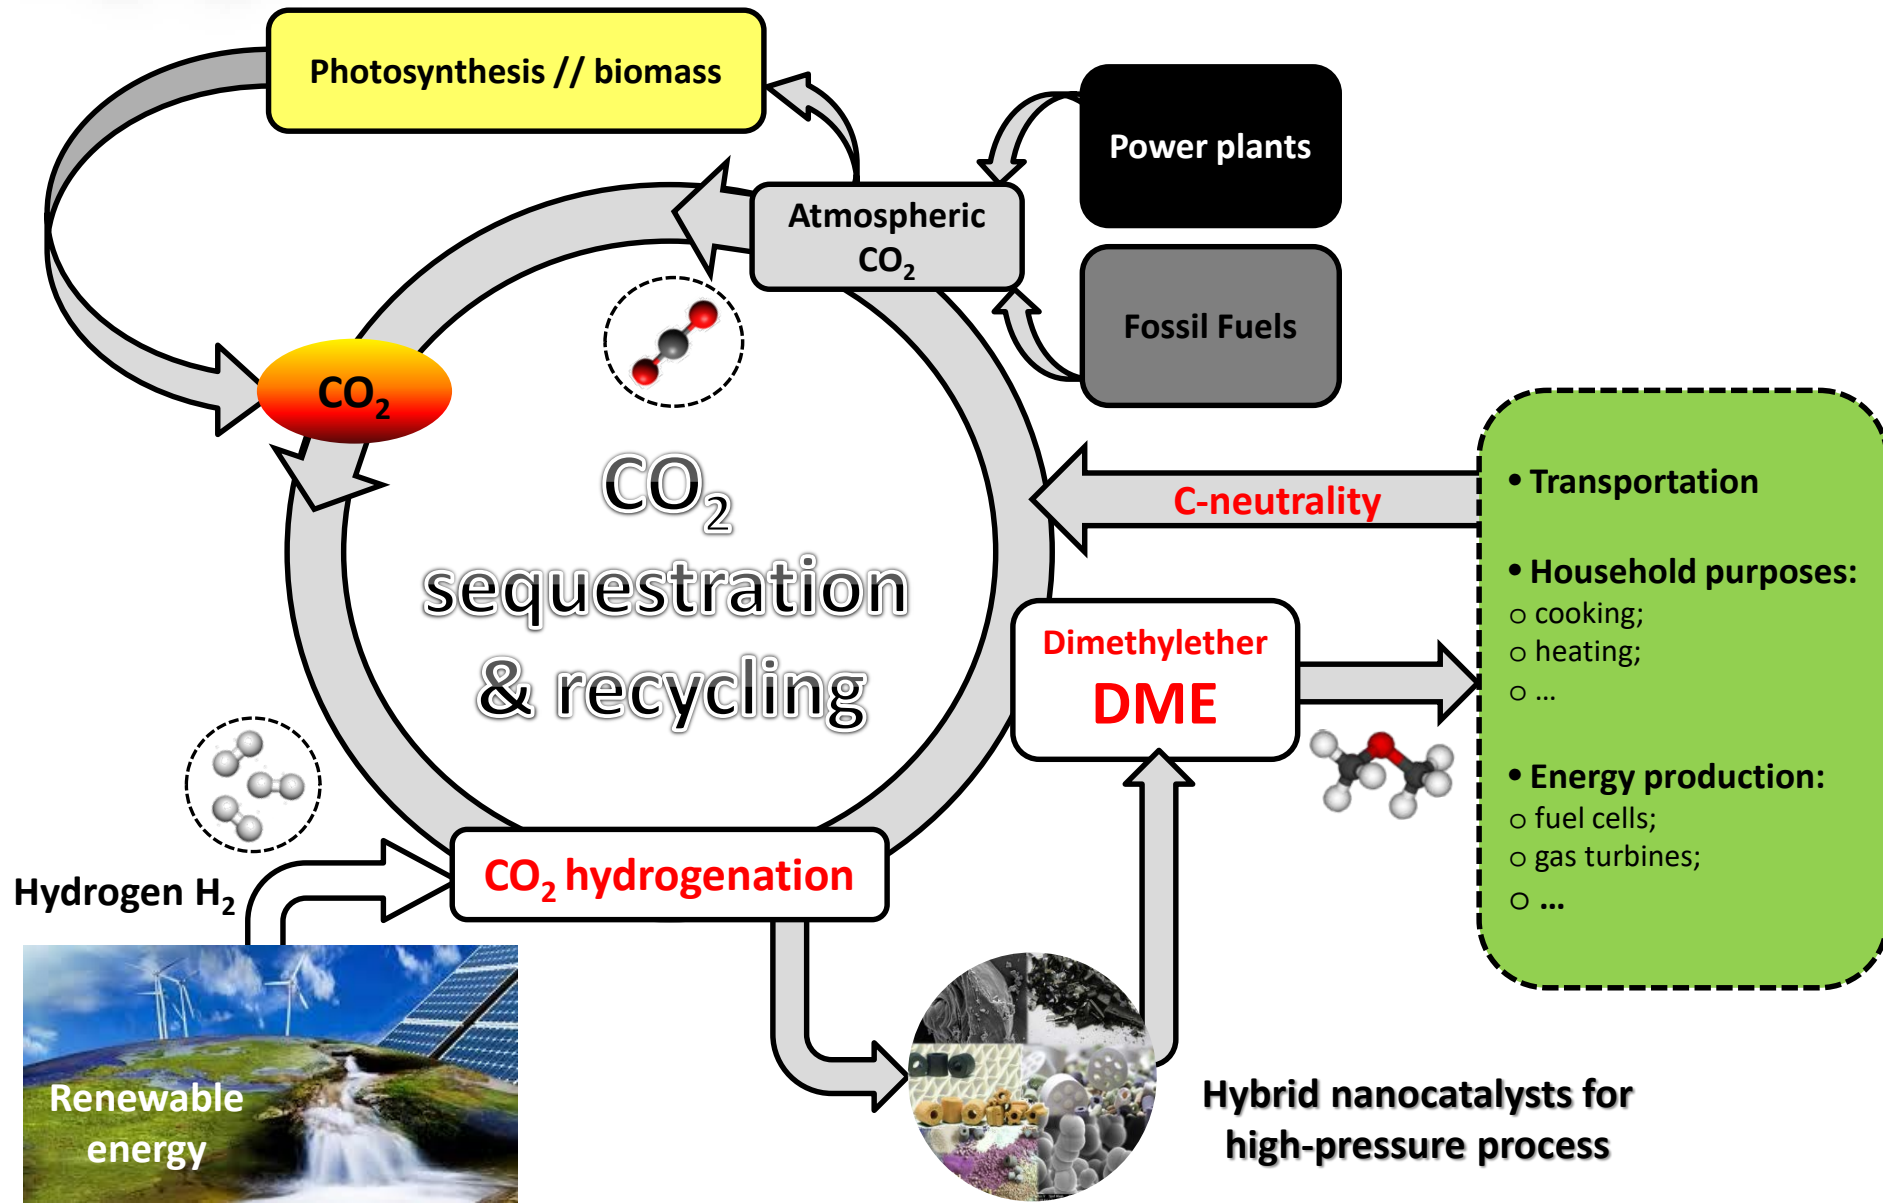 Photosynthesis // biomass
Power plants
Atmospheric
CO₂
Fossil Fuels
CO₂
CO₂
sequestration
& recycling
C-neutrality
• Transportation
• Household purposes:
o cooking;
o heating;
o ...
• Energy production:
o fuel cells;
o gas turbines;
o ...
Dimethylether
DME
CO₂ hydrogenation
Hydrogen H₂
Renewable
energy
Hybrid nanocatalysts for
high-pressure process